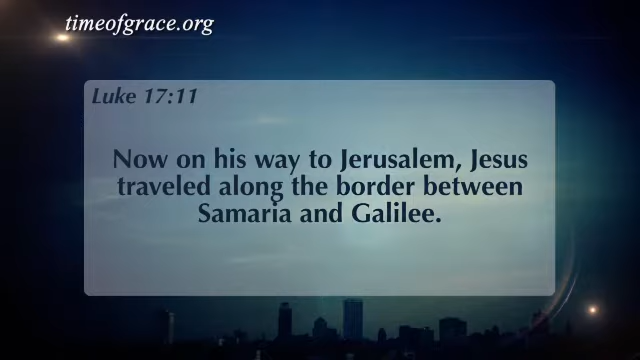 timeofgrace.org
Luke 17:11
Now on his way to Jerusalem, Jesus
traveled along the border between
Samaria and Galilee.